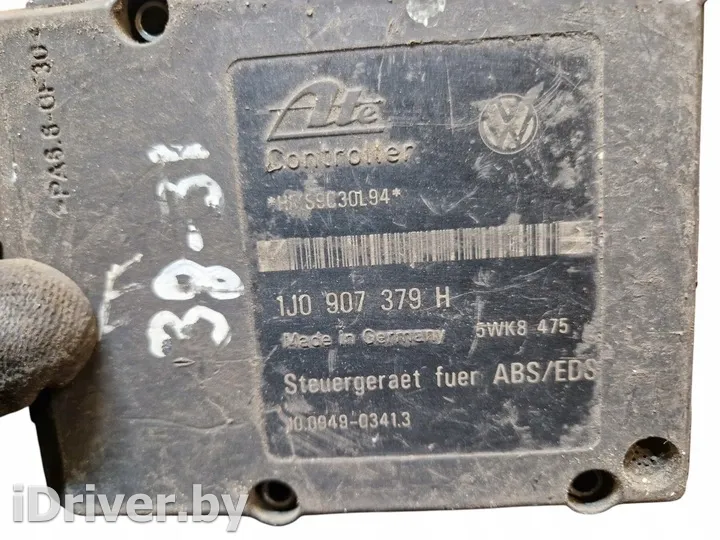 >PA6.6-GF30<
38-31
Ate
Controller
1J0 907 379 H
Made in Germany 5WK8 475
Steuergeraet fuer ABS/EDS
10.0949-0341.3
iDriver.by